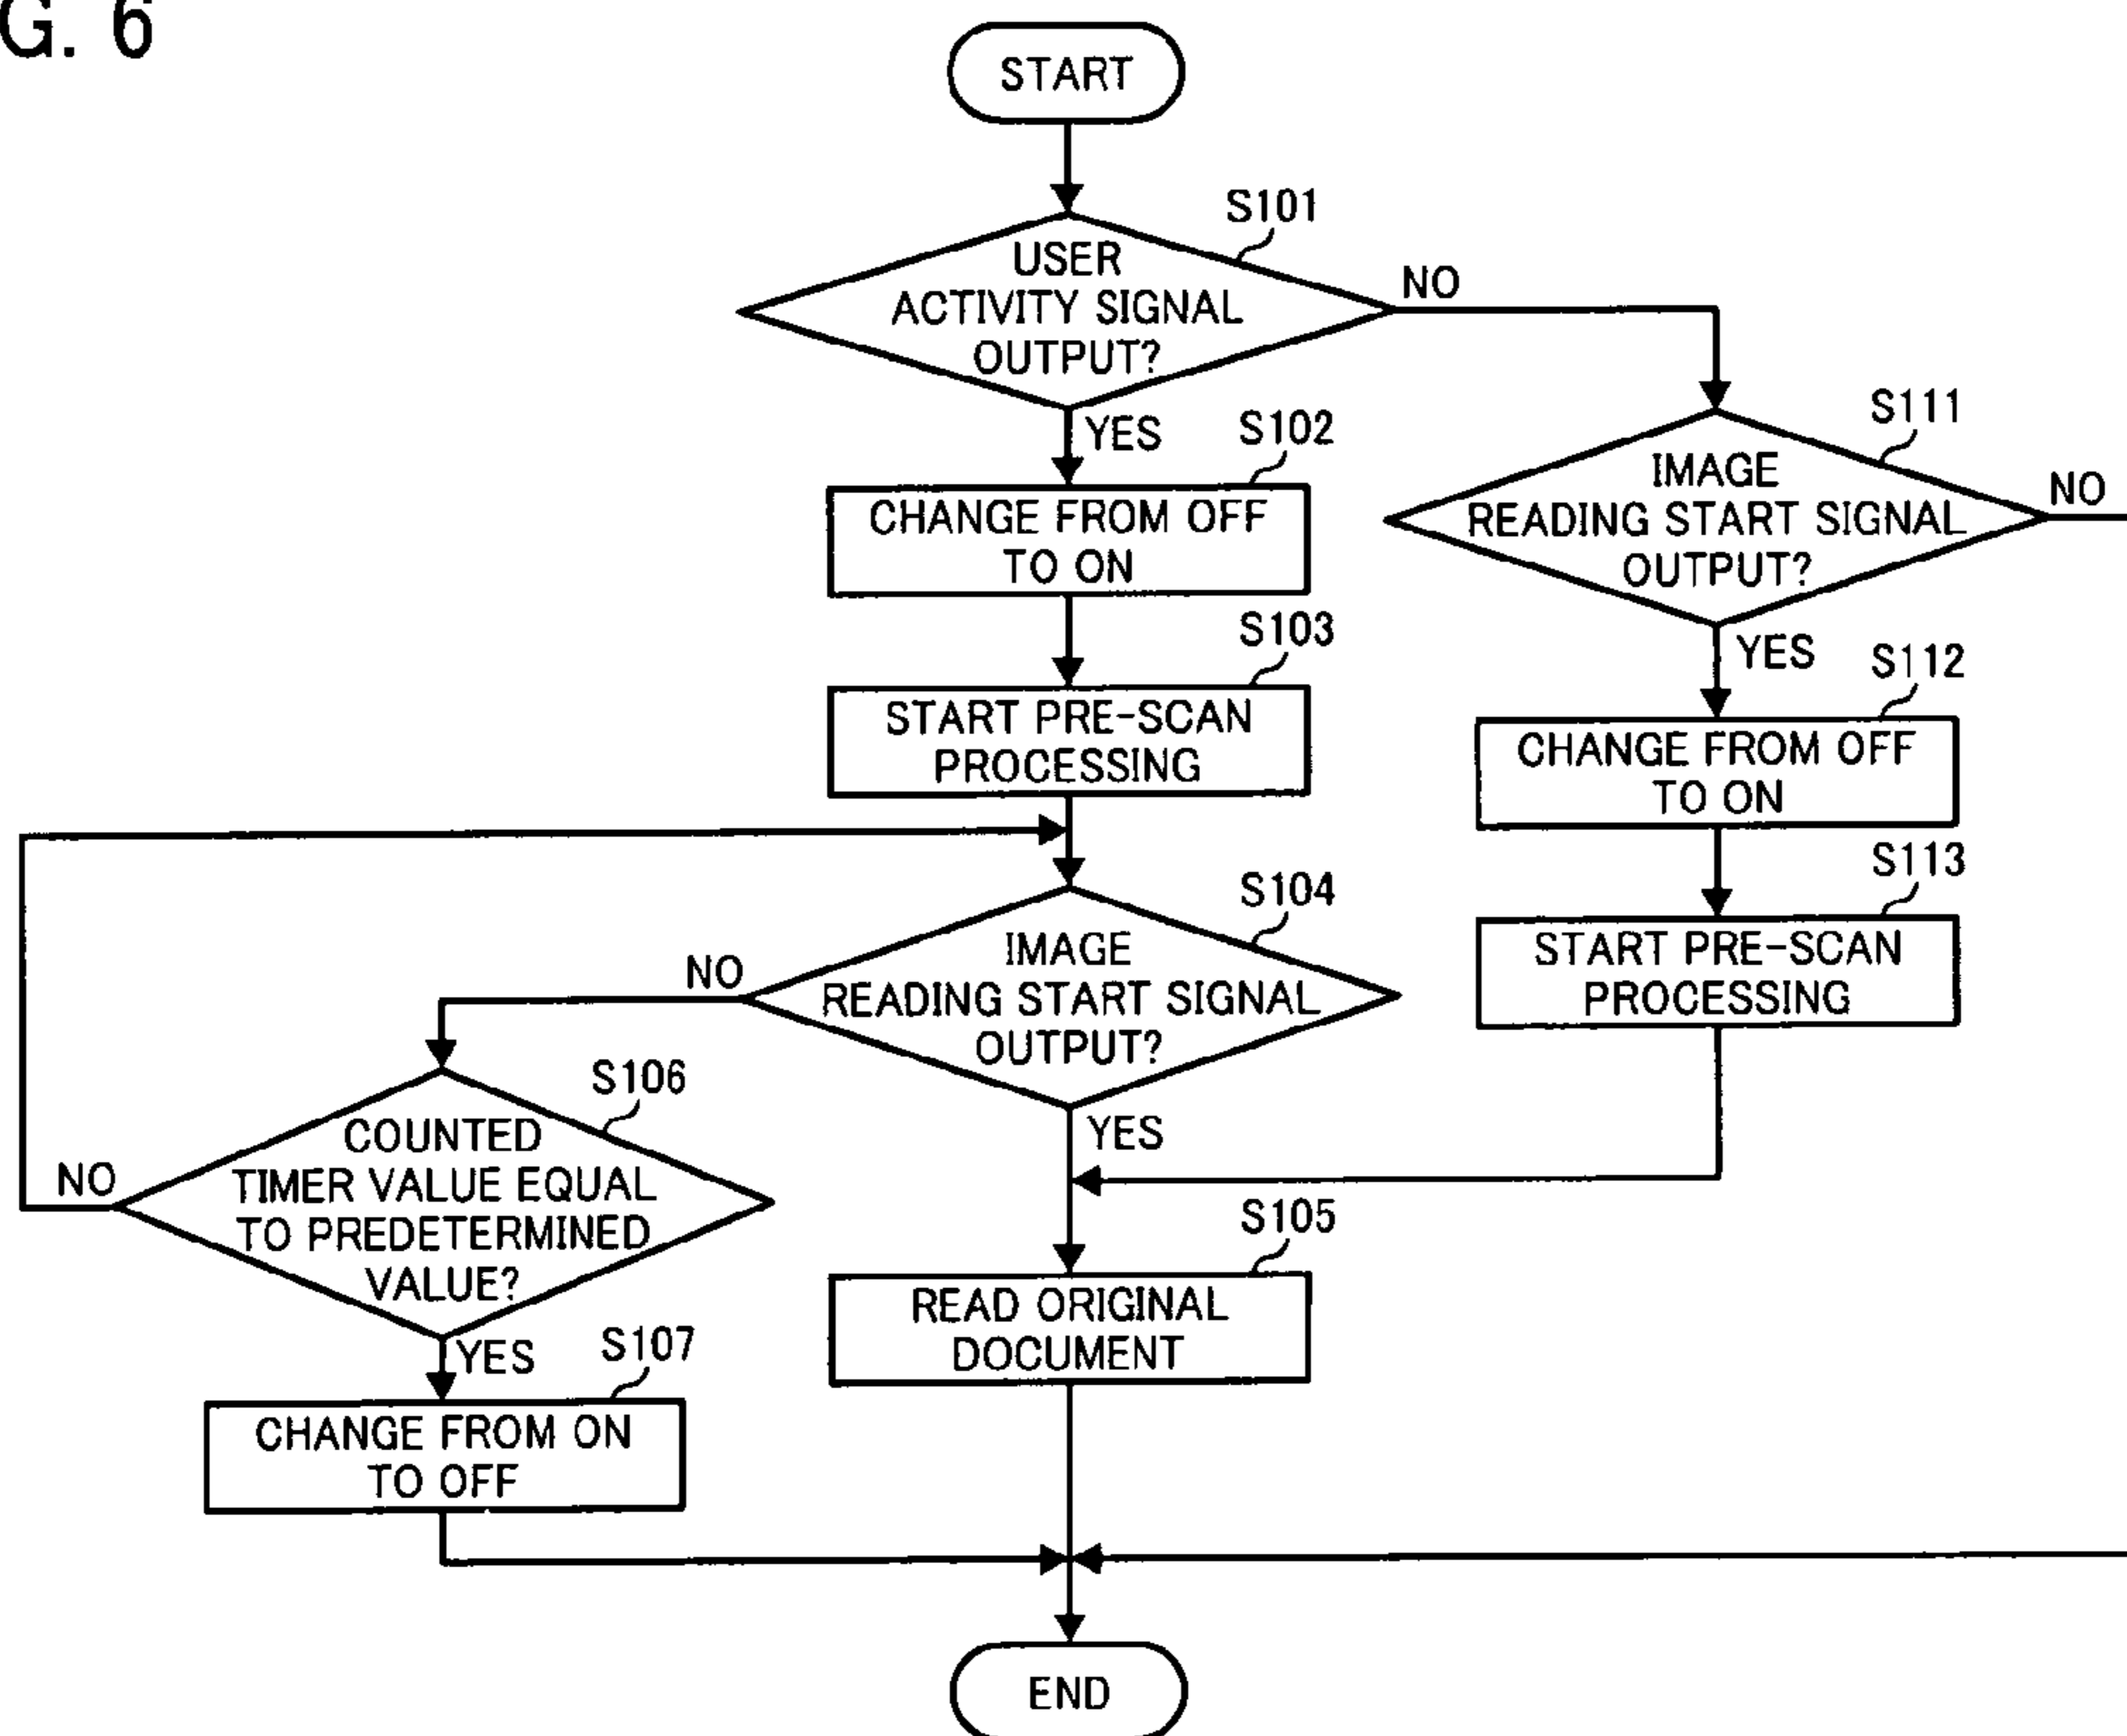 G. 6
START
S101
USER
ACTIVITY SIGNAL
OUTPUT?
NO
YES
S102
CHANGE FROM OFF
TO ON
S103
START PRE-SCAN
PROCESSING
S104
IMAGE
READING START SIGNAL
OUTPUT?
NO
YES
S105
READ ORIGINAL
DOCUMENT
S106
COUNTED
TIMER VALUE EQUAL
TO PREDETERMINED
VALUE?
NO
YES
S107
CHANGE FROM ON
TO OFF
S111
IMAGE
READING START SIGNAL
OUTPUT?
NO
YES
S112
CHANGE FROM OFF
TO ON
S113
START PRE-SCAN
PROCESSING
END